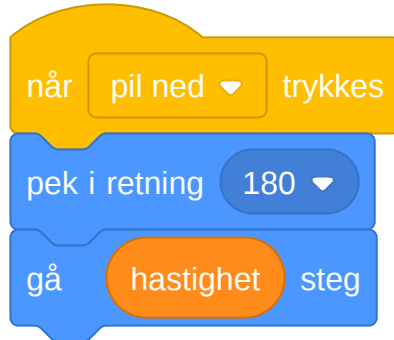 når pil ned trykkes
pek i retning 180
gå hastighet steg